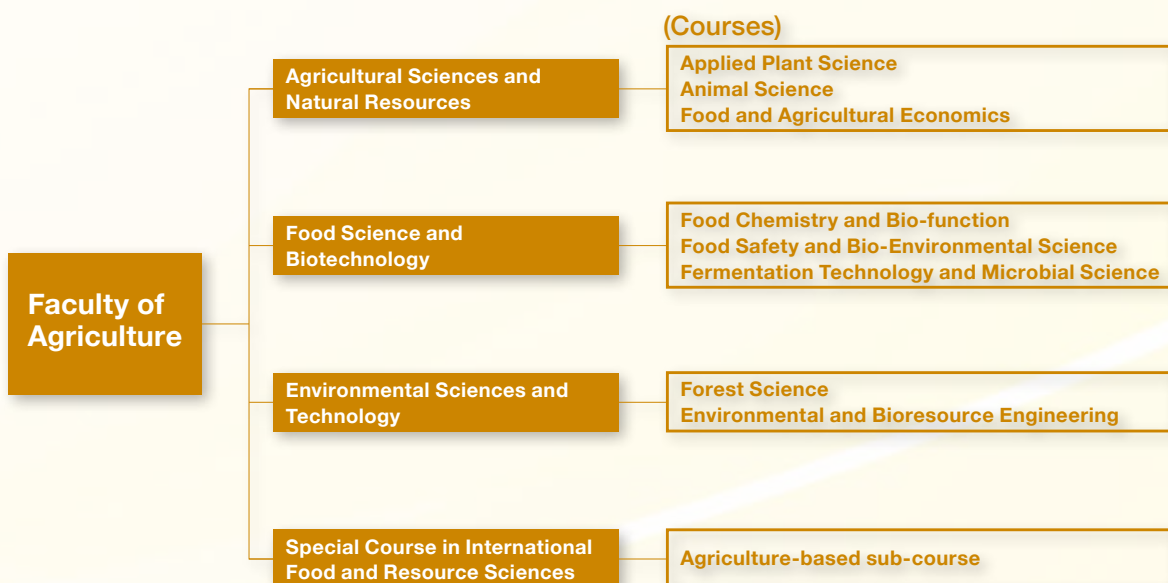 (Courses)
Faculty of
Agriculture
Agricultural Sciences and
Natural Resources
Applied Plant Science
Animal Science
Food and Agricultural Economics
Food Science and
Biotechnology
Food Chemistry and Bio-function
Food Safety and Bio-Environmental Science
Fermentation Technology and Microbial Science
Environmental Sciences and
Technology
Forest Science
Environmental and Bioresource Engineering
Special Course in International
Food and Resource Sciences
Agriculture-based sub-course